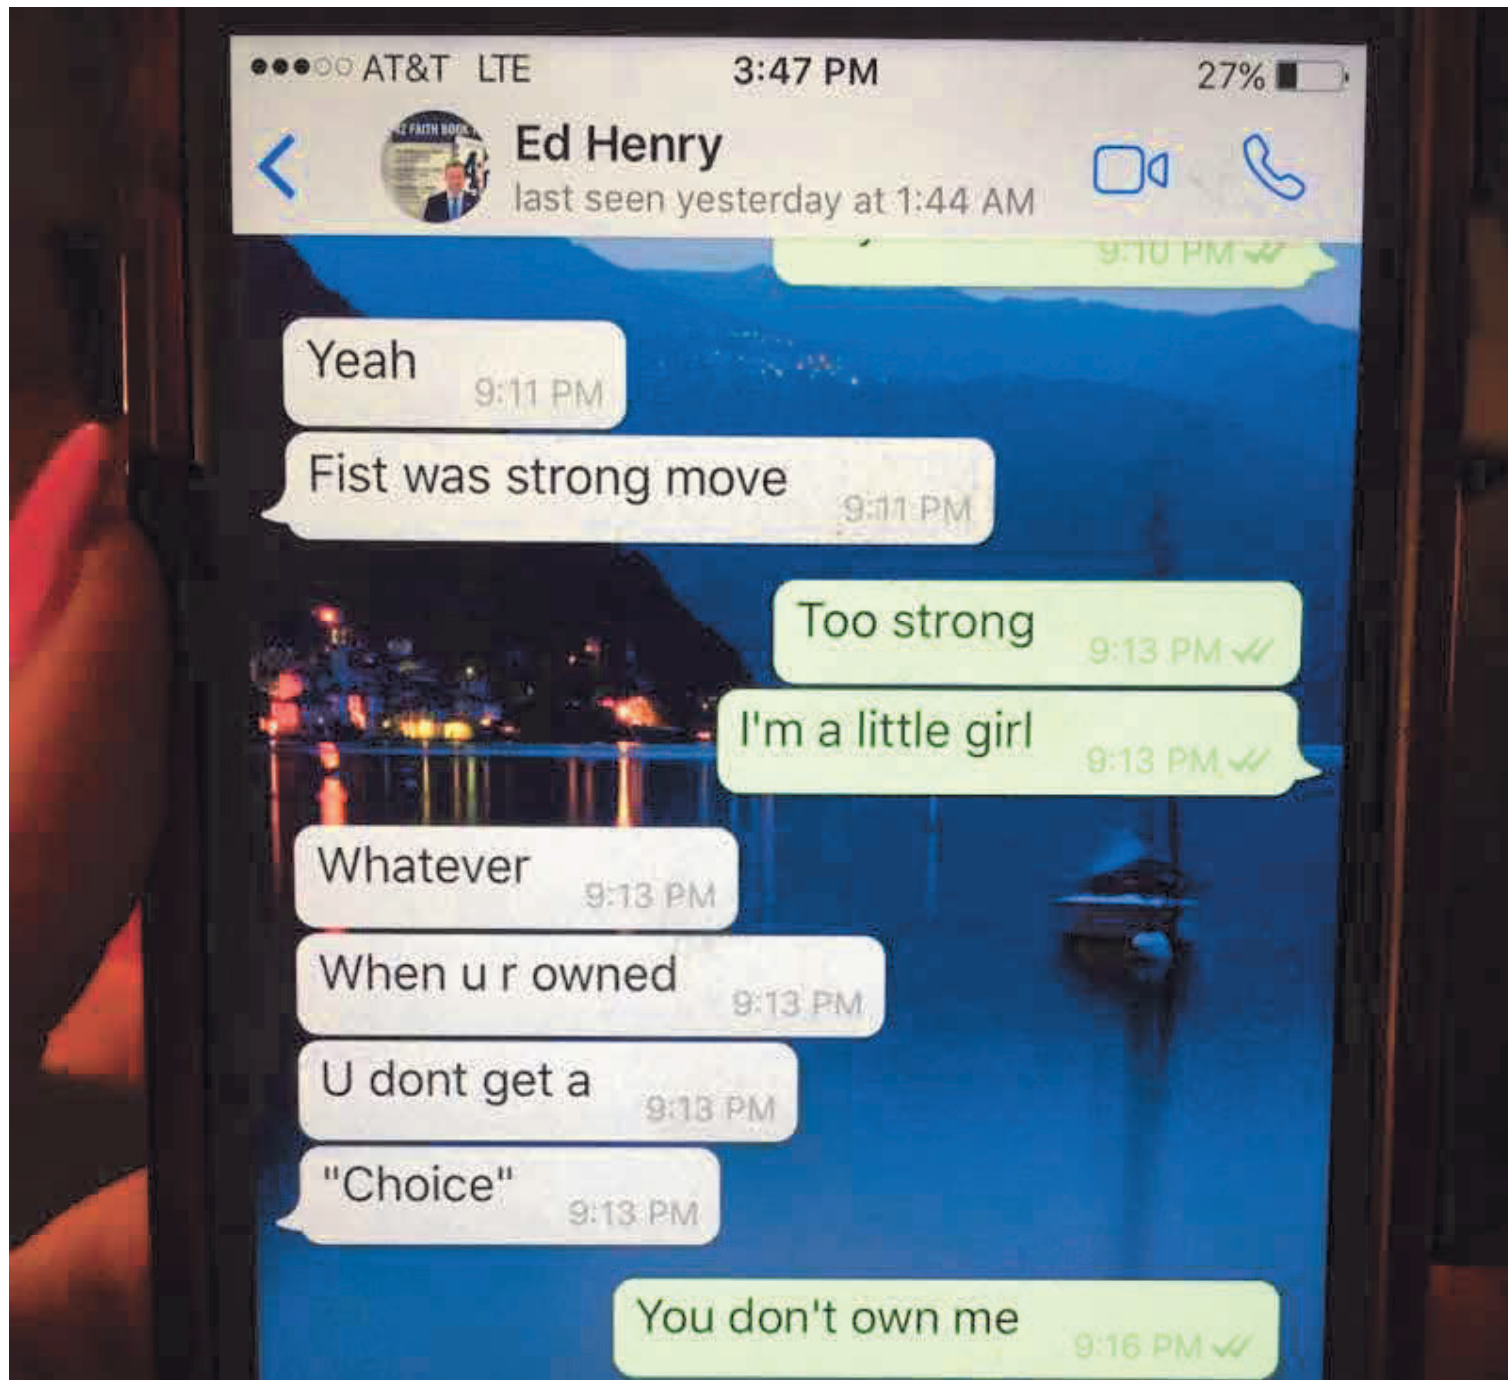 AT&T LTE 3:47 PM 27%
Ed Henry
last seen yesterday at 1:44 AM
9:10 PM
Yeah
9:11 PM
Fist was strong move
9:11 PM
Too strong
9:13 PM
I'm a little girl
9:13 PM
Whatever
9:13 PM
When u r owned
9:13 PM
U dont get a
9:13 PM
"Choice"
9:13 PM
You don't own me
9:16 PM